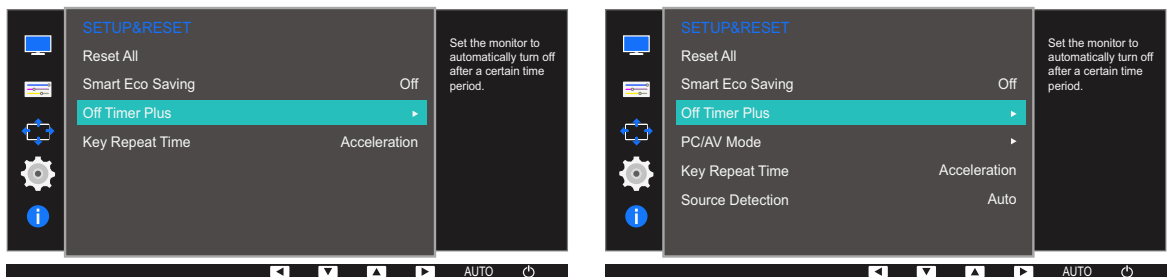 SETUP&RESET
Reset All
Smart Eco Saving Off
Off Timer Plus
Key Repeat Time Acceleration
Set the monitor to
automatically turn off
after a certain time
period.
AUTO
SETUP&RESET
Reset All
Smart Eco Saving Off
Off Timer Plus
PC/AV Mode
Key Repeat Time Acceleration
Source Detection Auto
Set the monitor to
automatically turn off
after a certain time
period.
AUTO